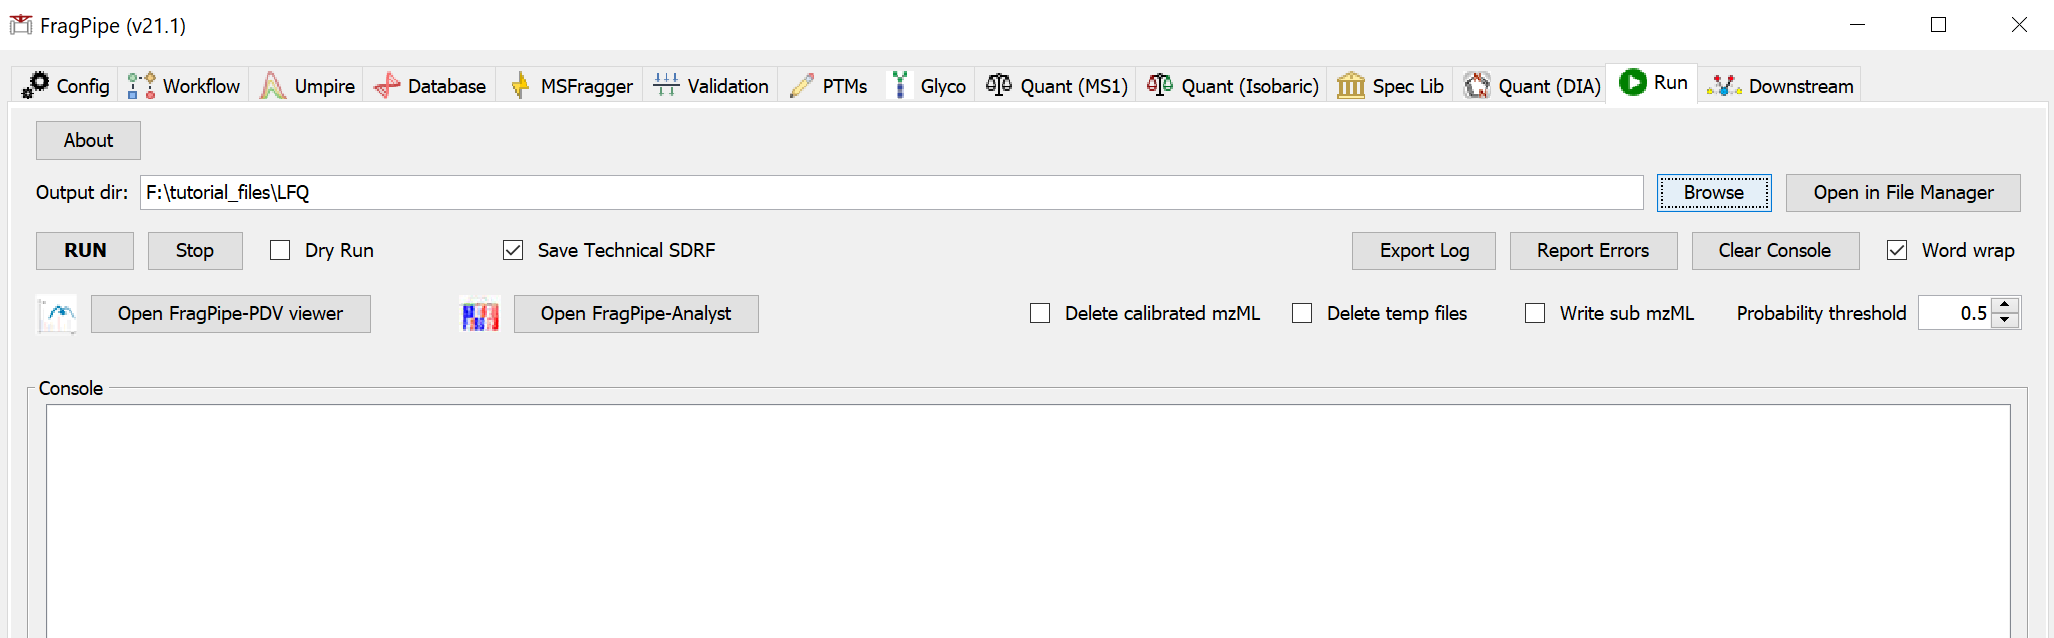 FragPipe (v21.1)
Config Workflow Umpire Database MSFragger Validation PTMs Glyco Quant (MS1) Quant (Isobaric) Spec Lib Quant (DIA) Run Downstream
About
Output dir: F:\tutorial_files\LFQ Browse Open in File Manager
RUN Stop Dry Run Save Technical SDRF Export Log Report Errors Clear Console Word wrap
Open FragPipe-PDV viewer Open FragPipe-Analyst Delete calibrated mzML Delete temp files Write sub mzML Probability threshold 0.5
Console